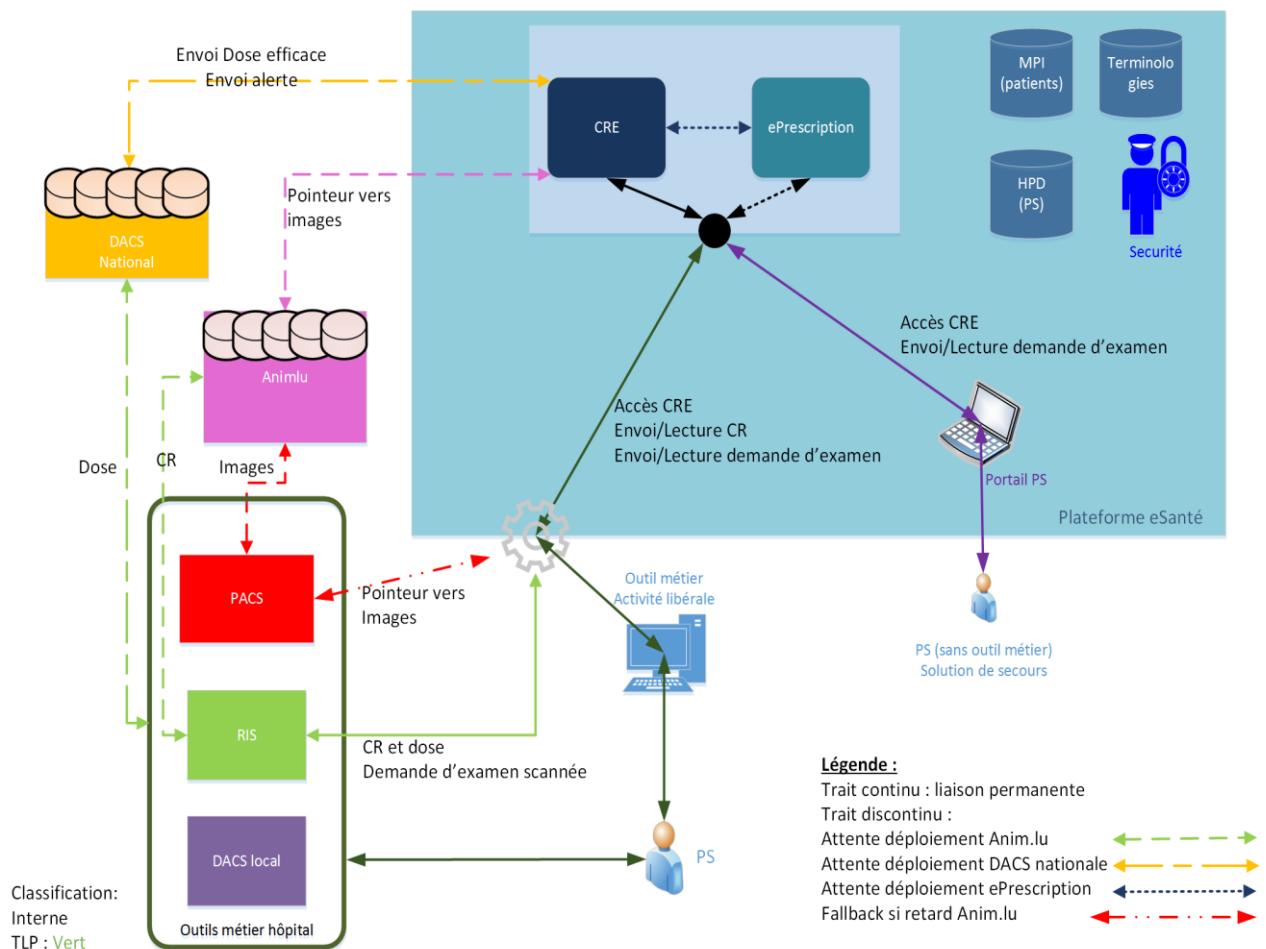 Envoi Dose efficace
Envoi alerte
CRE
ePrescription
MPI
(patients)
Terminolo
gies
HPD
(PS)
Securité
DACS
National
Pointeur vers
images
Animlu
Accès CRE
Envoi/Lecture demande d'examen
Accès CRE
Envoi/Lecture CR
Envoi/Lecture demande d'examen
Dose
CR
Images
Portail PS
Plateforme eSanté
PACS
Pointeur vers
Images
Outil métier
Activité libérale
PS (sans outil métier)
Solution de secours
RIS
CR et dose
Demande d'examen scannée
DACS local
PS
Outils métier hôpital
Classification:
Interne
TLP : Vert
Légende :
Trait continu : liaison permanente
Trait discontinu :
Attente déploiement Anim.lu
Attente déploiement DACS nationale
Attente déploiement ePrescription
Fallback si retard Anim.lu